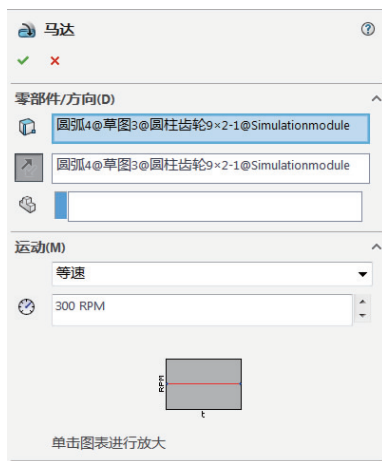 马达
零部件/方向(D)
圆弧4@草图3@圆柱齿轮9×2-1@Simulationmodule
圆弧4@草图3@圆柱齿轮9×2-1@Simulationmodule
运动(M)
等速
300 RPM
RPM
t
单击图表进行放大